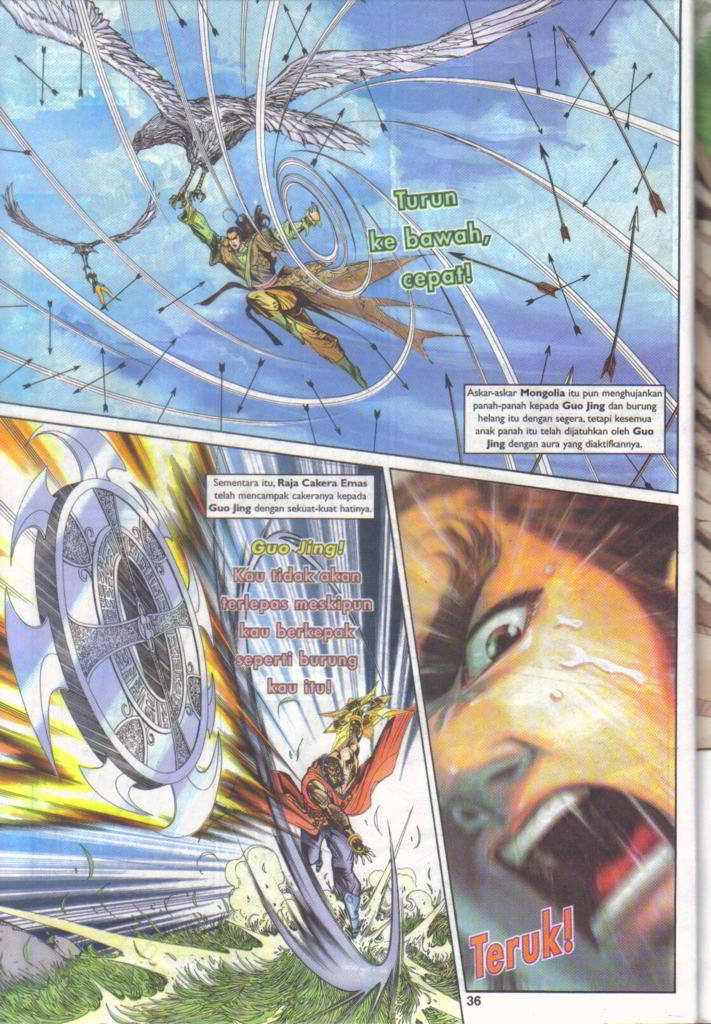 Turun
ke bawah,
cepat!
Askar-askar Mongolia itu pun menghujankan
panah-panah kepada Guo Jing dan burung
helang itu dengan segera, tetapi kesemua
anak panah itu telah dijatuhkan oleh Guo
Jing dengan aura yang diaktifkannya.
Sementara itu, Raja Cakera Emas
telah mencampak cakeranya kepada
Guo Jing dengan sekuat-kuat hatinya.
Guo Jing!
Kau tidak akan
terlepas meskipun
kau berkepak
seperti burung
kau itu!
Teruk!
36